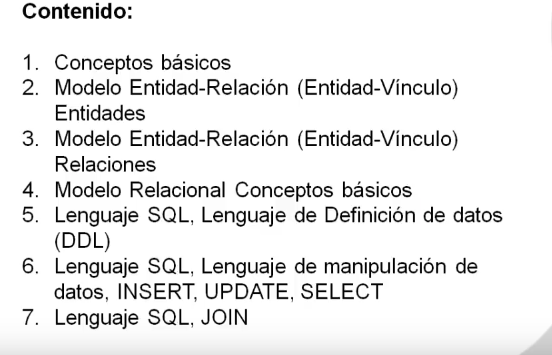 Contenido:
1. Conceptos básicos
2. Modelo Entidad-Relación (Entidad-Vínculo)
Entidades
3. Modelo Entidad-Relación (Entidad-Vínculo)
Relaciones
4. Modelo Relacional Conceptos básicos
5. Lenguaje SQL, Lenguaje de Definición de datos
(DDL)
6. Lenguaje SQL, Lenguaje de manipulación de
datos, INSERT, UPDATE, SELECT
7. Lenguaje SQL, JOIN